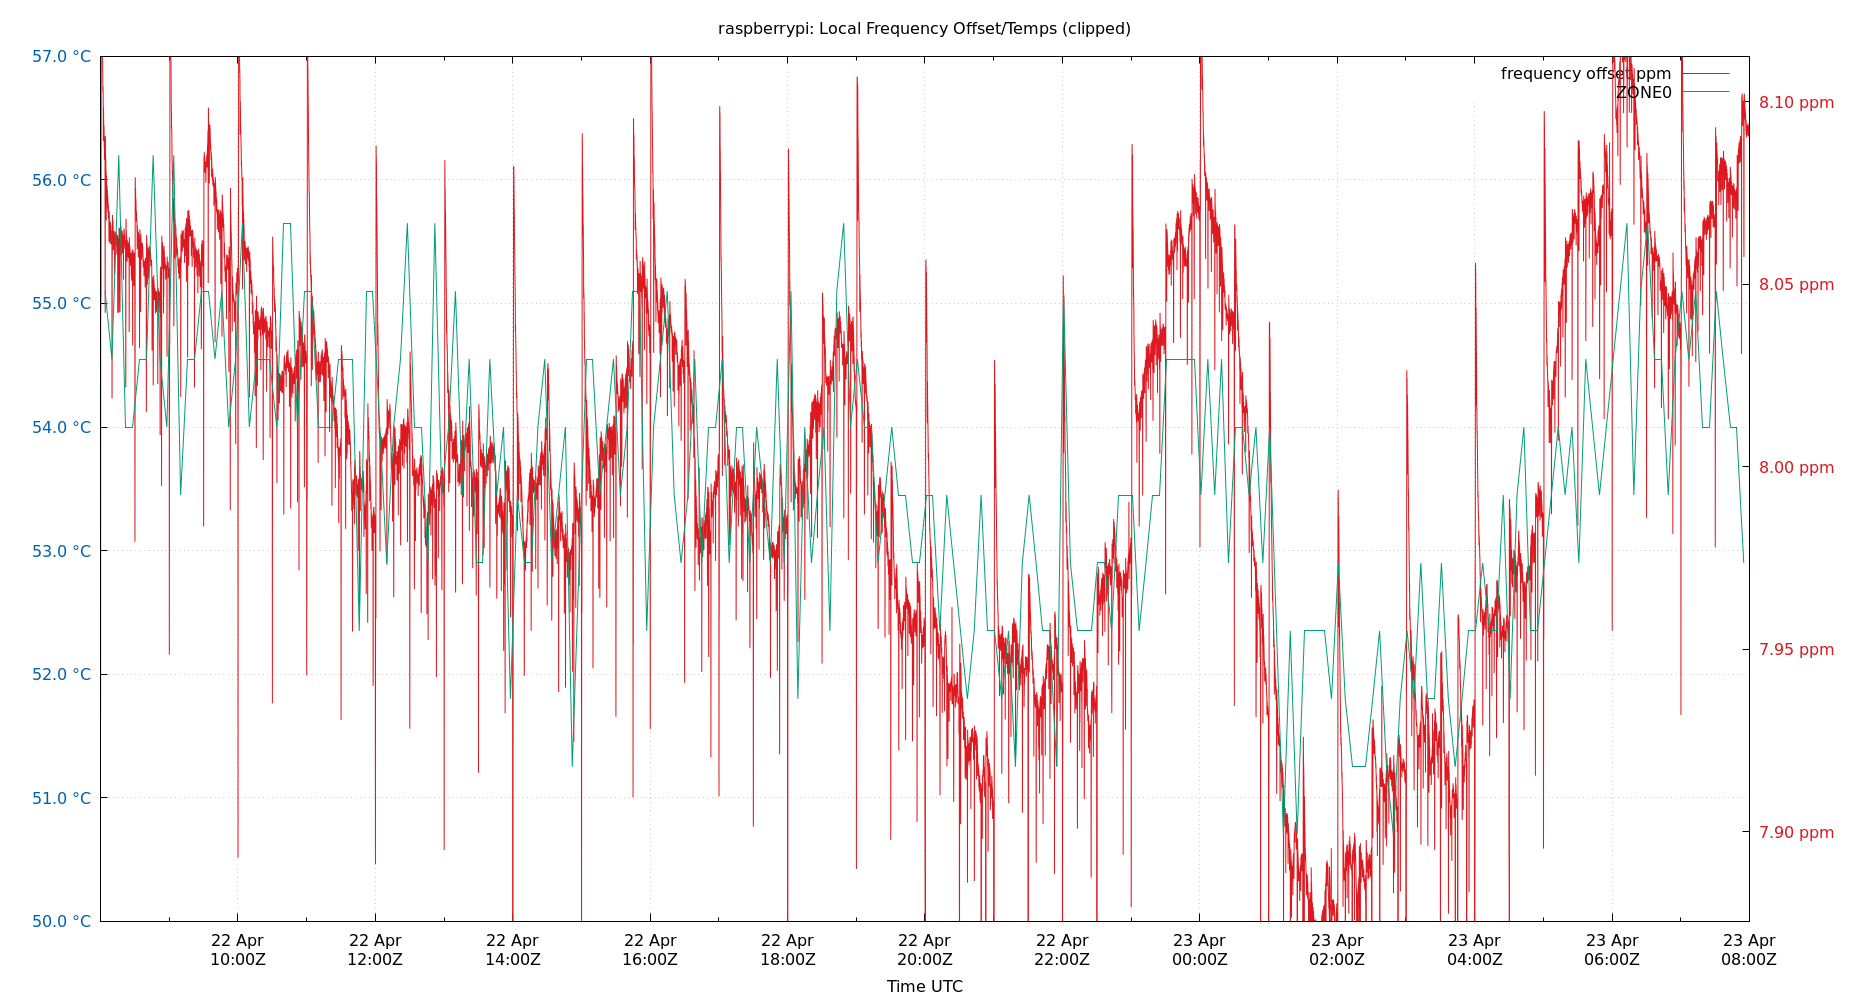 raspberrypi: Local Frequency Offset/Temps (clipped)
57.0 °C
56.0 °C
55.0 °C
54.0 °C
53.0 °C
52.0 °C
51.0 °C
50.0 °C
frequency offset ppm
ZONE0
8.10 ppm
8.05 ppm
8.00 ppm
7.95 ppm
7.90 ppm
22 Apr
10:00Z
22 Apr
12:00Z
22 Apr
14:00Z
22 Apr
16:00Z
22 Apr
18:00Z
22 Apr
20:00Z
22 Apr
22:00Z
23 Apr
00:00Z
23 Apr
02:00Z
23 Apr
04:00Z
23 Apr
06:00Z
23 Apr
08:00Z
Time UTC